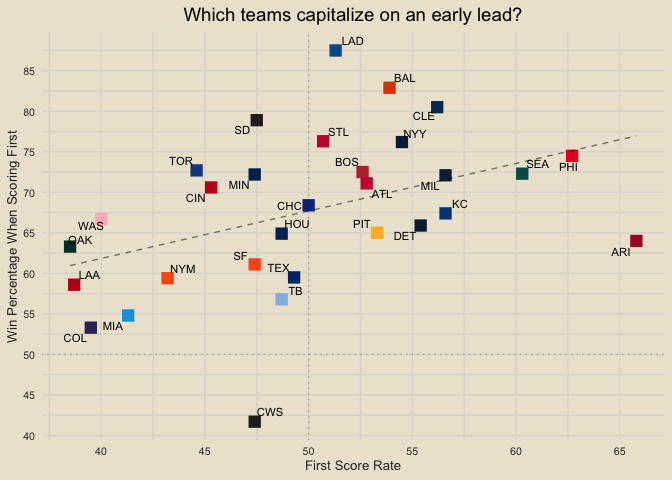 Which teams capitalize on an early lead?
LAD
85
BAL
CLE
80
SD
STL
NYY
75
TOR
BOS
SEA
PHI
MIN
CIN
ATL
MIL
70
CHC
KC
WAS
HOU
PIT
DET
65
OAK
ARI
SF
NYM
TEX
60
LAA
TB
55
MIA
COL
50
45
CWS
40
40 45 50 55 60 65
First Score Rate
Win Percentage When Scoring First